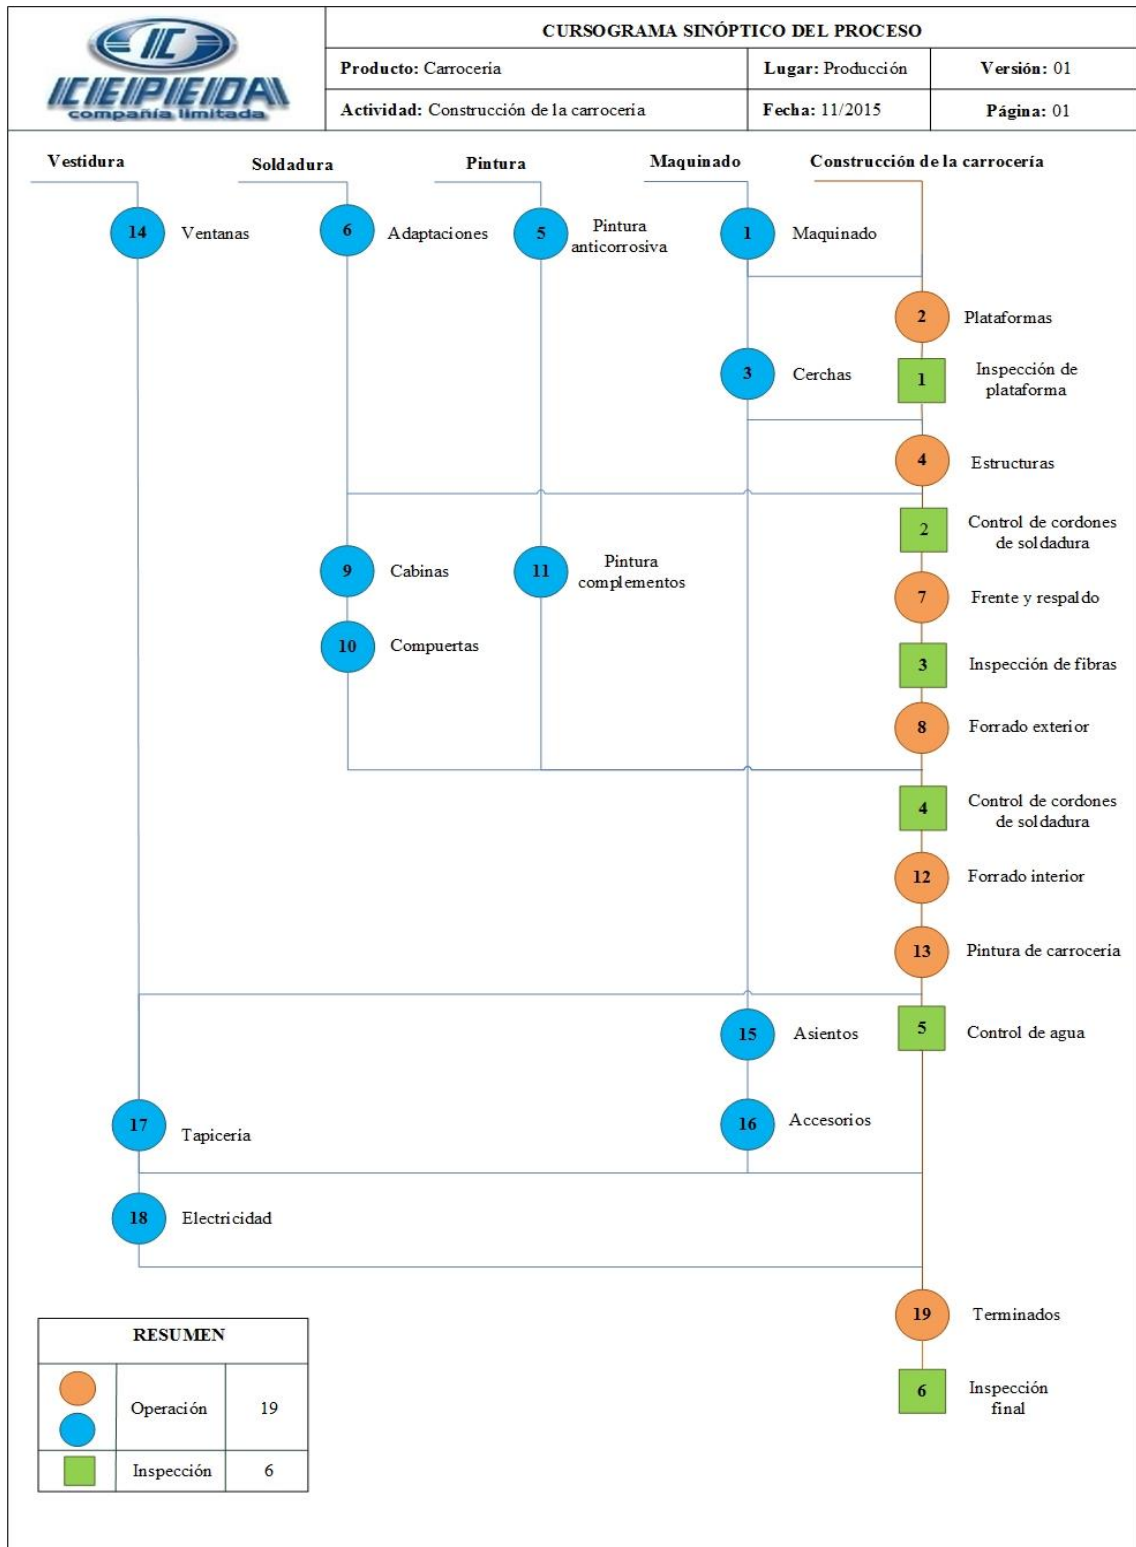 IC
CEPEDA
compañía limitada
CURSOGRAMA SINÓPTICO DEL PROCESO
Producto: Carrocería
Lugar: Producción
Versión: 01
Actividad: Construcción de la carrocería
Fecha: 11/2015
Página: 01
Vestidura
Soldadura
Pintura
Maquinado
Construcción de la carrocería
14 Ventanas
6 Adaptaciones
5 Pintura
anticorrosiva
1 Maquinado
2 Plataformas
3 Cerchas
1 Inspección de
plataforma
4 Estructuras
2 Control de cordones
de soldadura
9 Cabinas
11 Pintura
complementos
7 Frente y respaldo
10 Compuertas
3 Inspección de fibras
8 Forrado exterior
4 Control de cordones
de soldadura
12 Forrado interior
13 Pintura de carrocería
15 Asientos
5 Control de agua
17 Tapicería
16 Accesorios
18 Electricidad
19 Terminados
6 Inspección
final
RESUMEN
Operación 19
Inspección 6